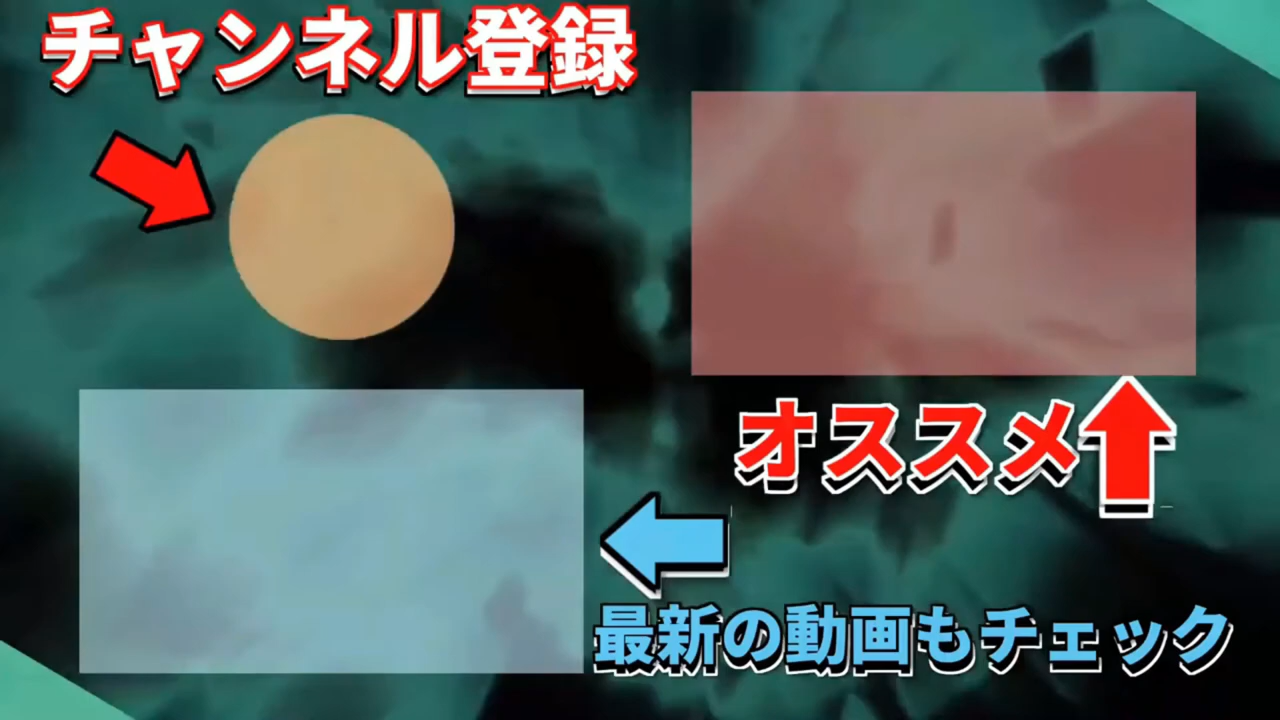 チャンネル登録
オススメ
最新の動画もチェック